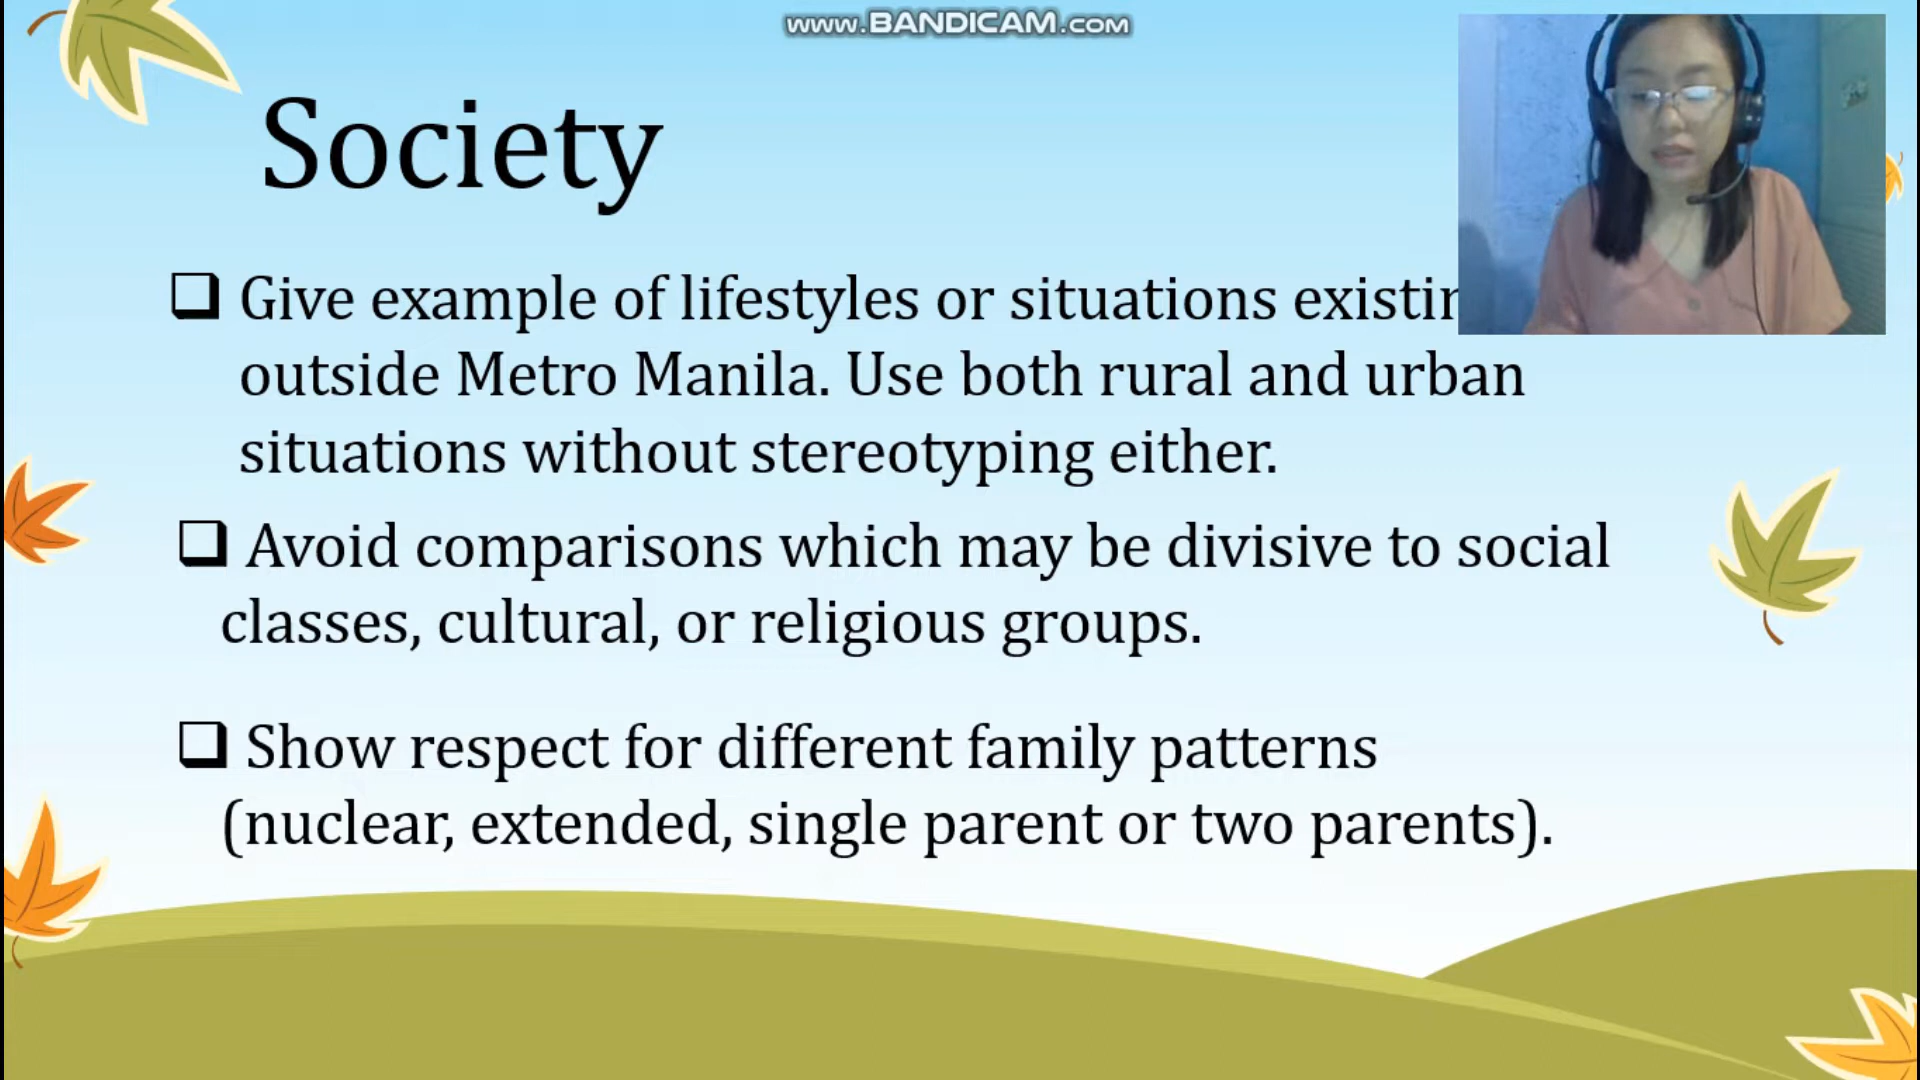 www.BANDICAM.com
Society
Give example of lifestyles or situations
outside Metro Manila. Use both rural and urban
situations without stereotyping either.
Avoid comparisons which may be divisive to social
classes, cultural, or religious groups.
Show respect for different family patterns
(nuclear, extended, single parent or two parents).